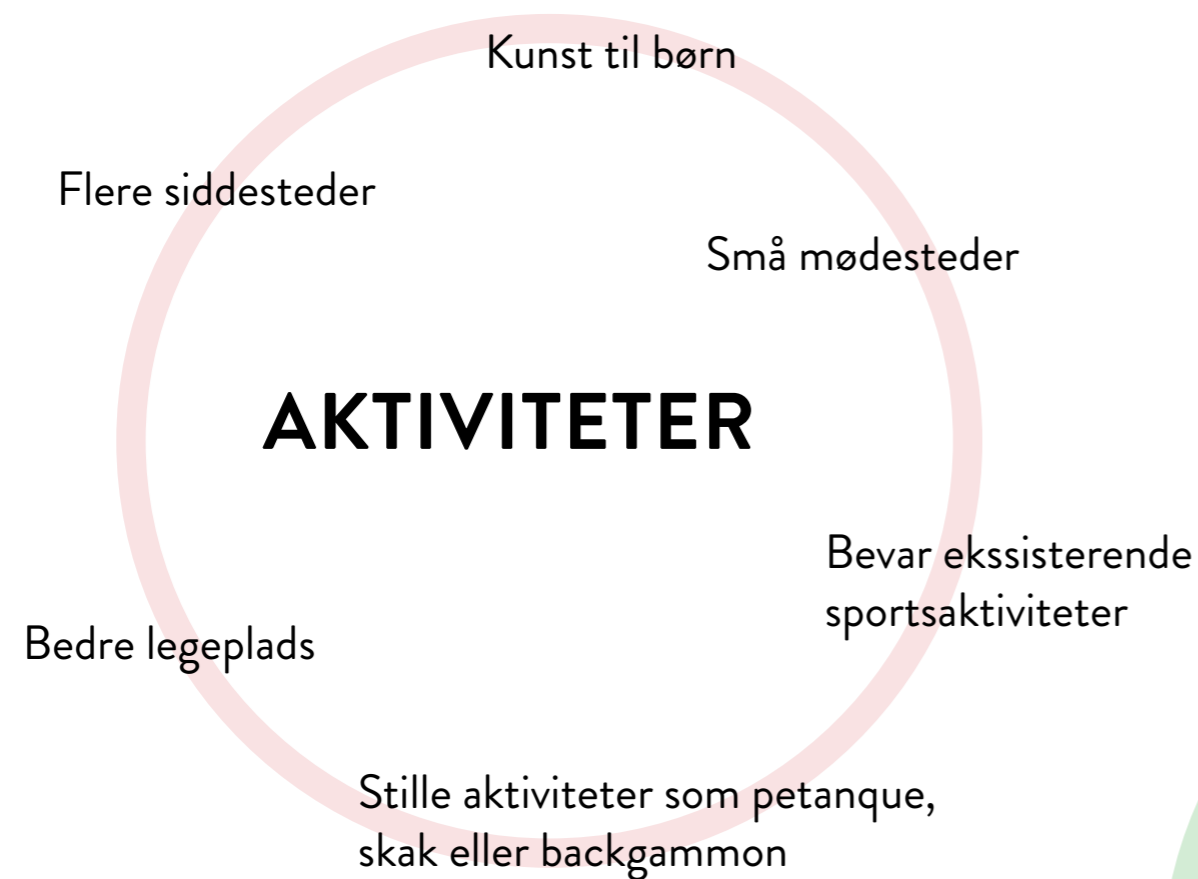 Kunst til børn
Flere siddesteder
Små mødesteder
AKTIVITETER
Bevar ekssisterende
sportsaktiviteter
Bedre legeplads
Stille aktiviteter som petanque,
skak eller backgammon